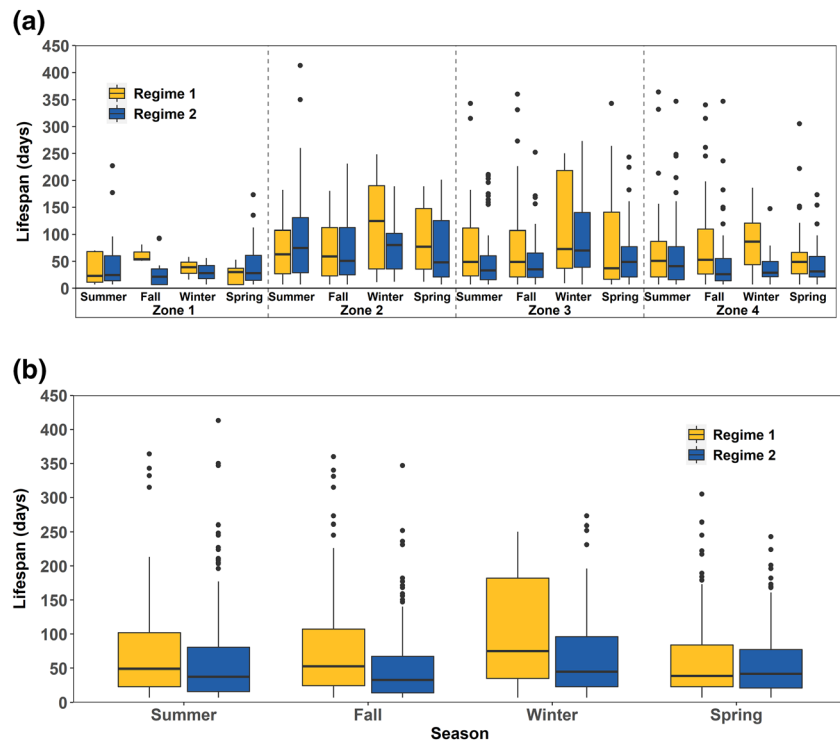 (a)
450
400
350
300
250
200
150
100
50
0
Lifespan (days)
Regime 1
Regime 2
Summer Fall Winter Spring Summer Fall Winter Spring Summer Fall Winter Spring Summer Fall Winter Spring
Zone 1 Zone 2 Zone 3 Zone 4
(b)
450
400
350
300
250
200
150
100
50
0
Lifespan (days)
Regime 1
Regime 2
Summer Fall Winter Spring
Season